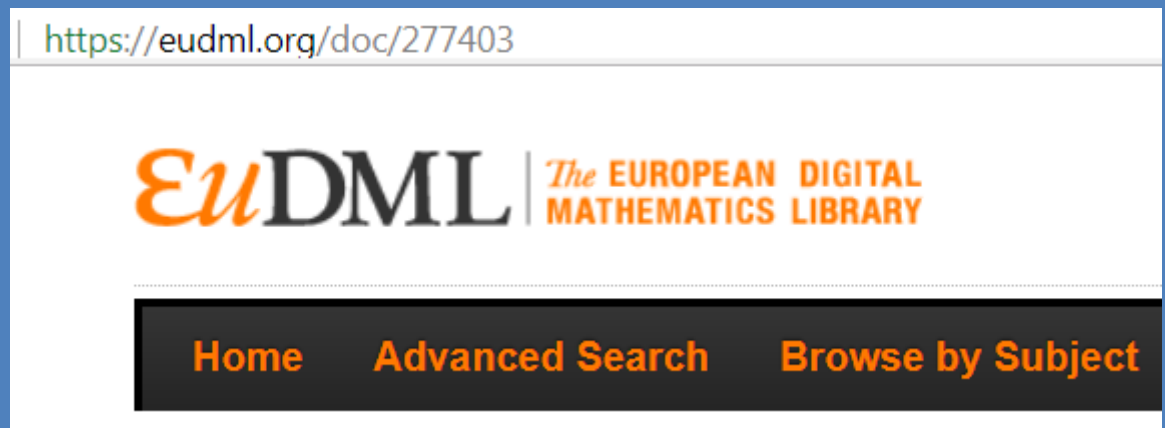 https://eudml.org/doc/277403
EuDML The EUROPEAN DIGITAL
MATHEMATICS LIBRARY
Home Advanced Search Browse by Subject